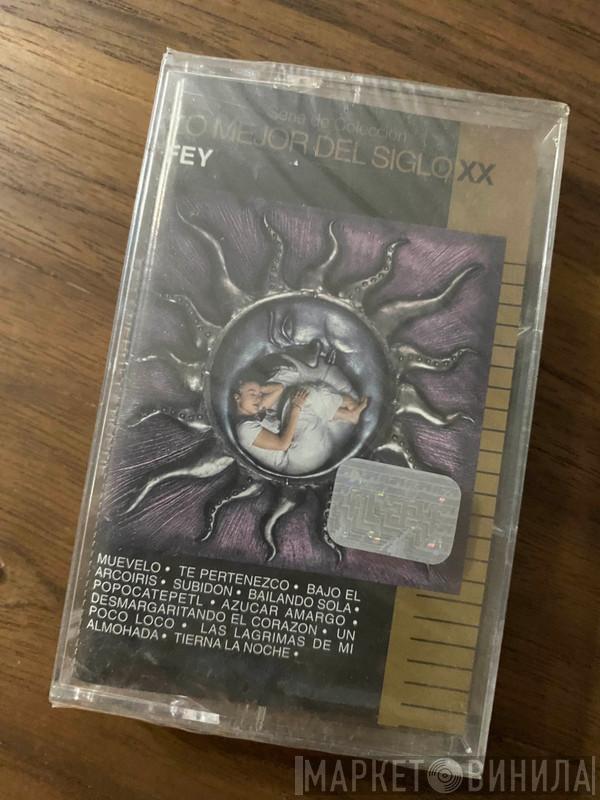 Serie de Colección
LO MEJOR DEL SIGLO XX
FEY
MUEVELO • TE PERTENEZCO • BAJO EL
ARCOIRIS • SUBIDON • BAILANDO SOLA •
POPOCATEPETL • AZUCAR AMARGO •
DESMARGARITANDO EL CORAZON • UN
POCO LOCO • LAS LAGRIMAS DE MI
ALMOHADA • TIERNA LA NOCHE •
МАРКЕТ ВИНИЛА